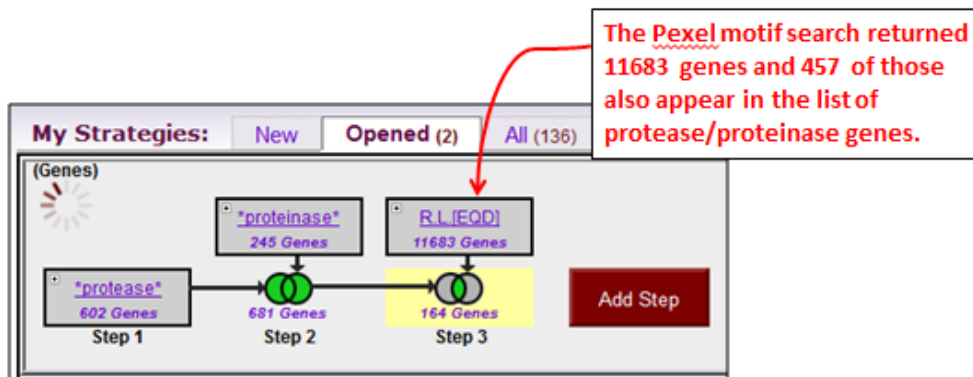 The Pexel motif search returned
11683 genes and 457 of those
also appear in the list of
protease/proteinase genes.
My Strategies: New Opened (2) All (136)
(Genes)
*proteinase*
245 Genes
R.L.[EQD]
11683 Genes
*protease*
602 Genes
Step 1
681 Genes
Step 2
164 Genes
Step 3
Add Step